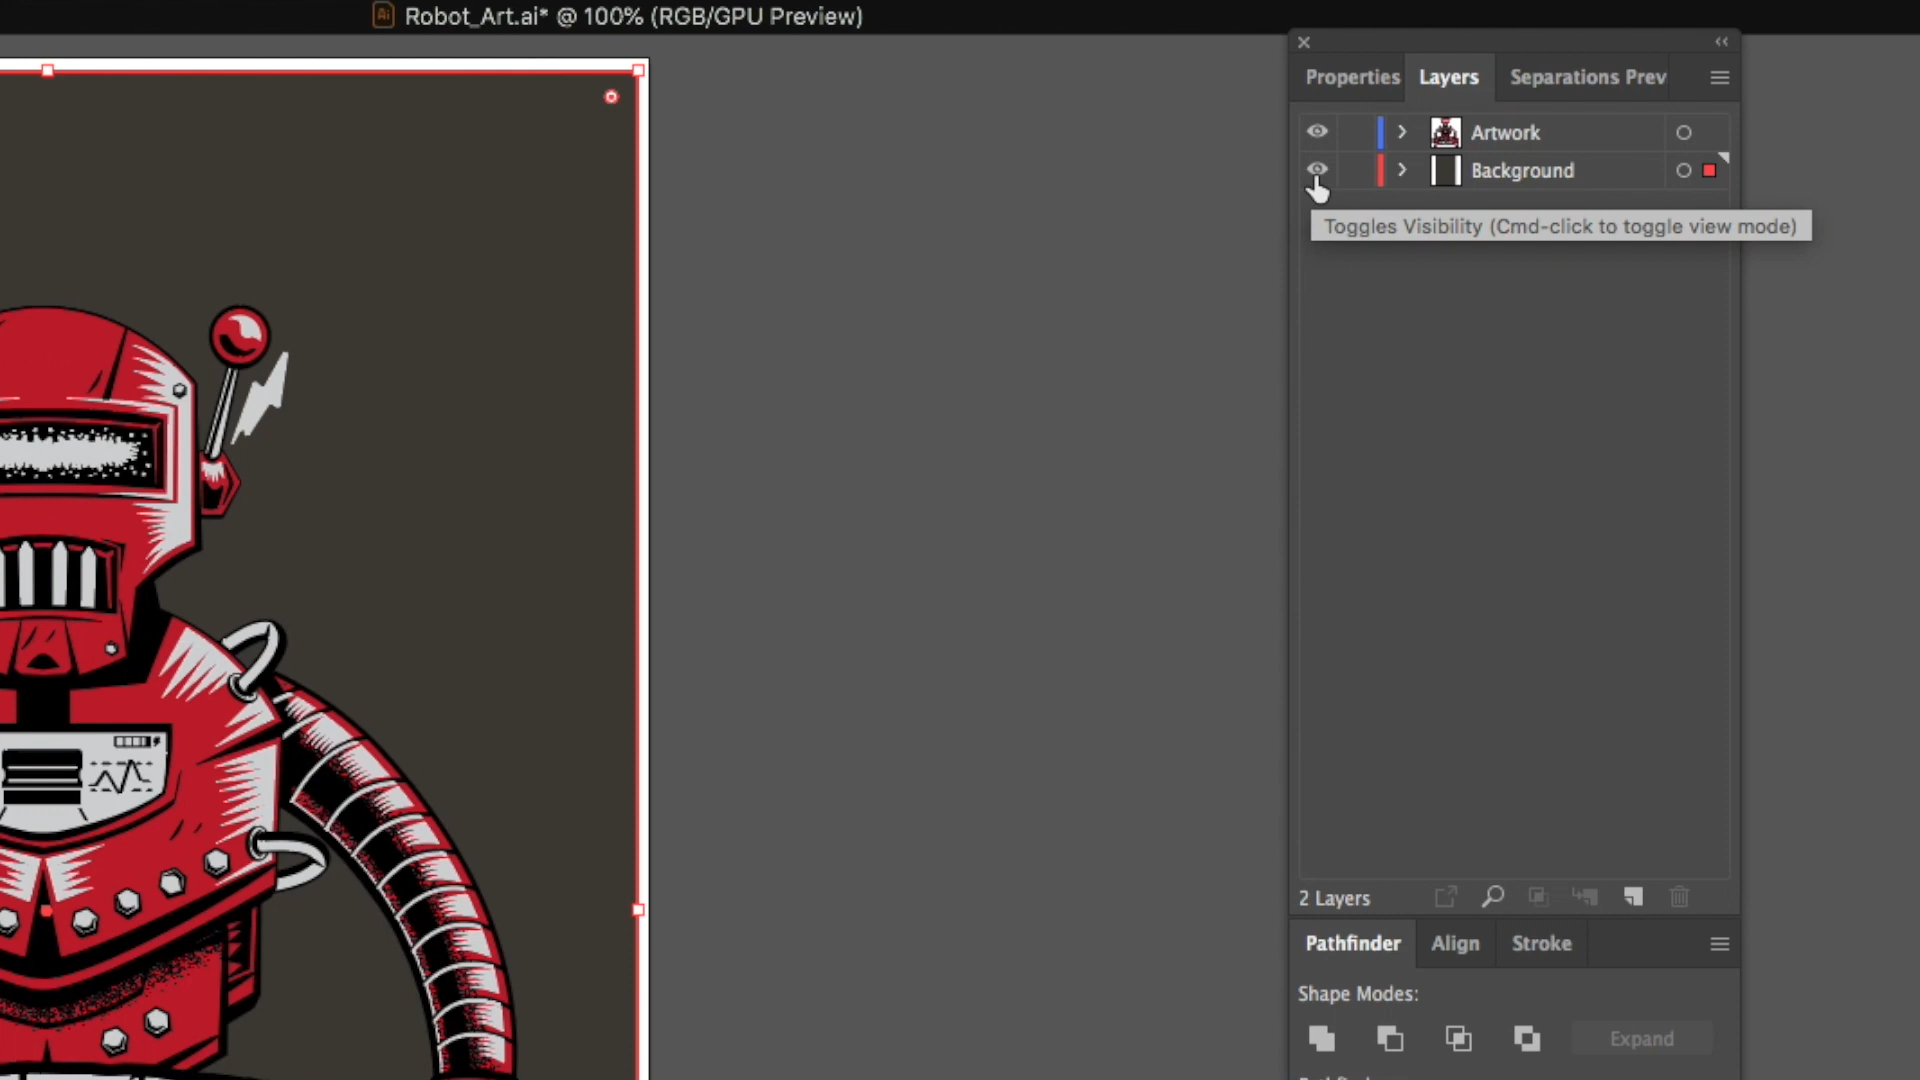 Ai Robot_Art.ai* @ 100% (RGB/GPU Preview)
Properties Layers Separations Prev
Artwork
Background
Toggles Visibility (Cmd-click to toggle view mode)
2 Layers
Pathfinder Align Stroke
Shape Modes:
Expand